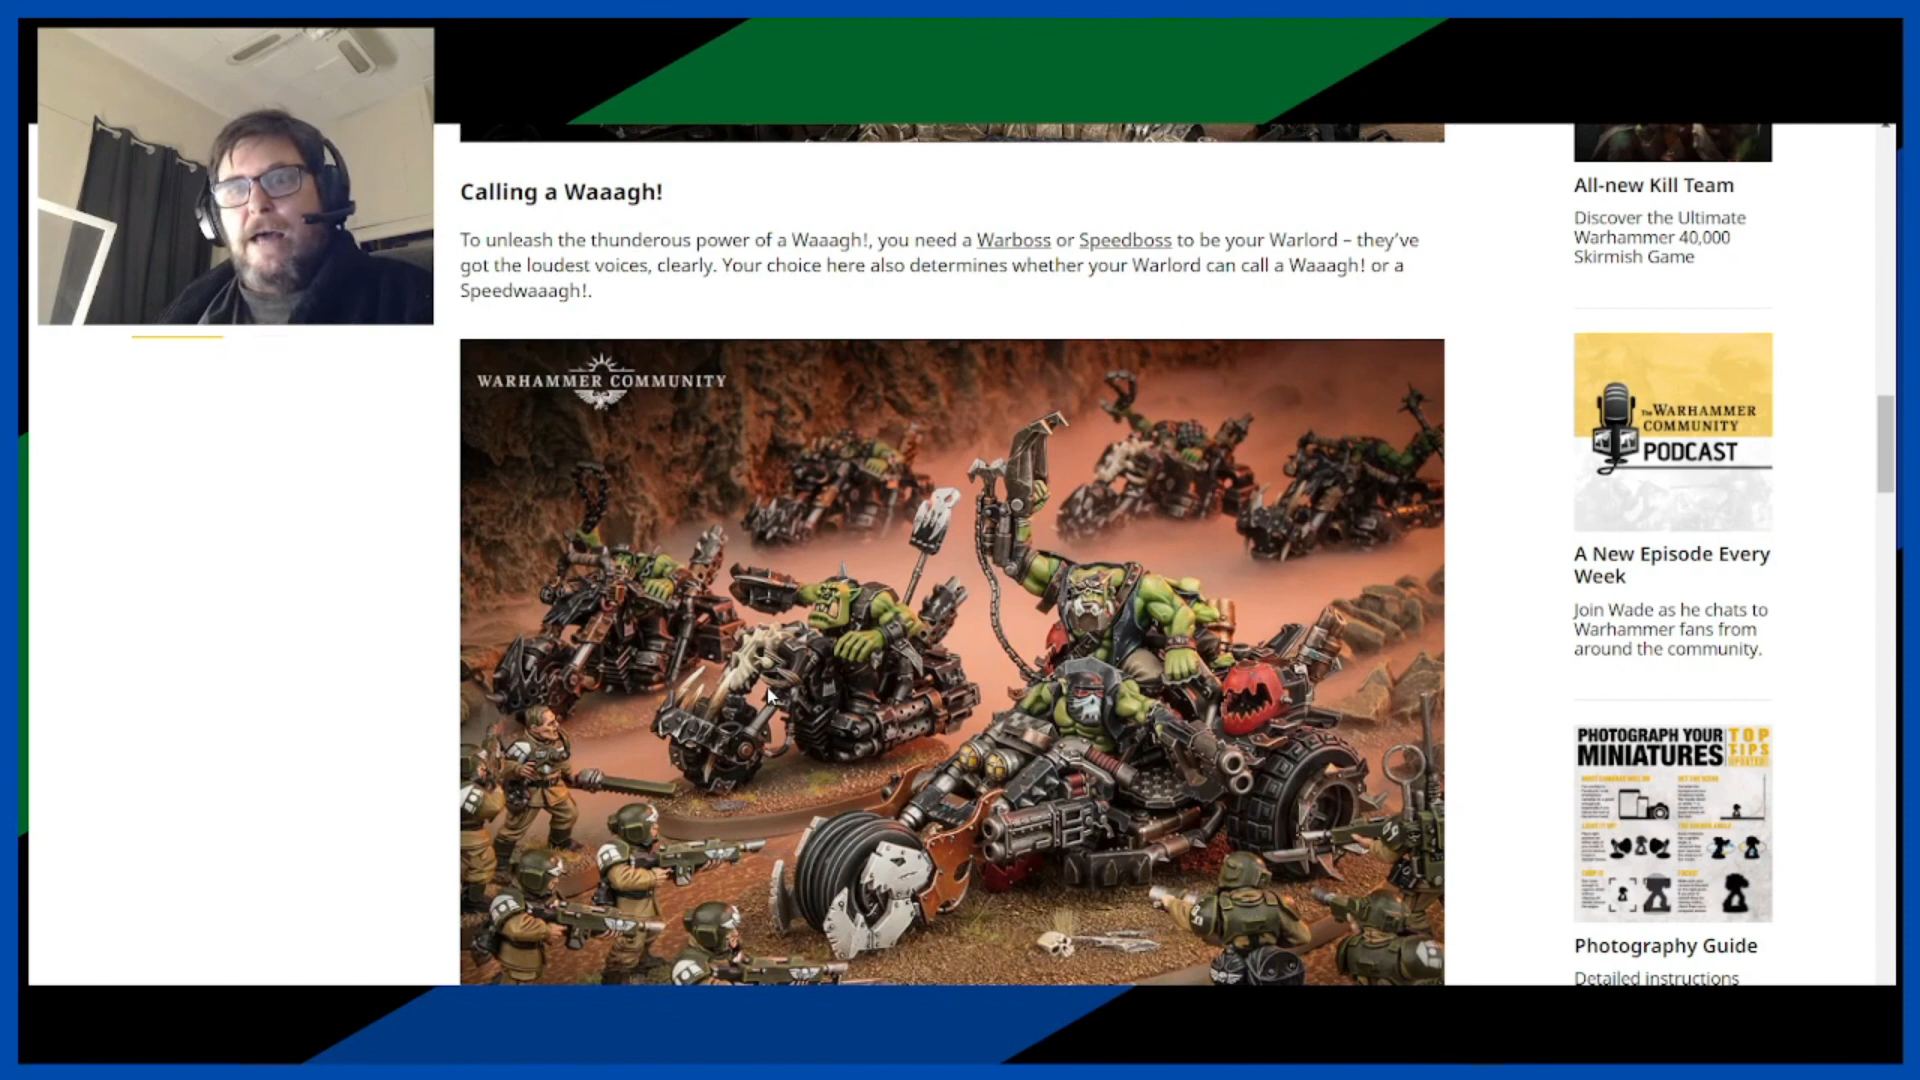 Calling a Waaagh!
To unleash the thunderous power of a Waaagh!, you need a Warboss or Speedboss to be your Warlord – they've
got the loudest voices, clearly. Your choice here also determines whether your Warlord can call a Waaagh! or a
Speedwaaagh!.
WARHAMMER COMMUNITY
All-new Kill Team
Discover the Ultimate
Warhammer 40,000
Skirmish Game
The WARHAMMER
COMMUNITY
PODCAST
A New Episode Every
Week
Join Wade as he chats to
Warhammer fans from
around the community.
PHOTOGRAPH YOUR
MINIATURES
TOP
TIPS
Photography Guide
Detailed instructions